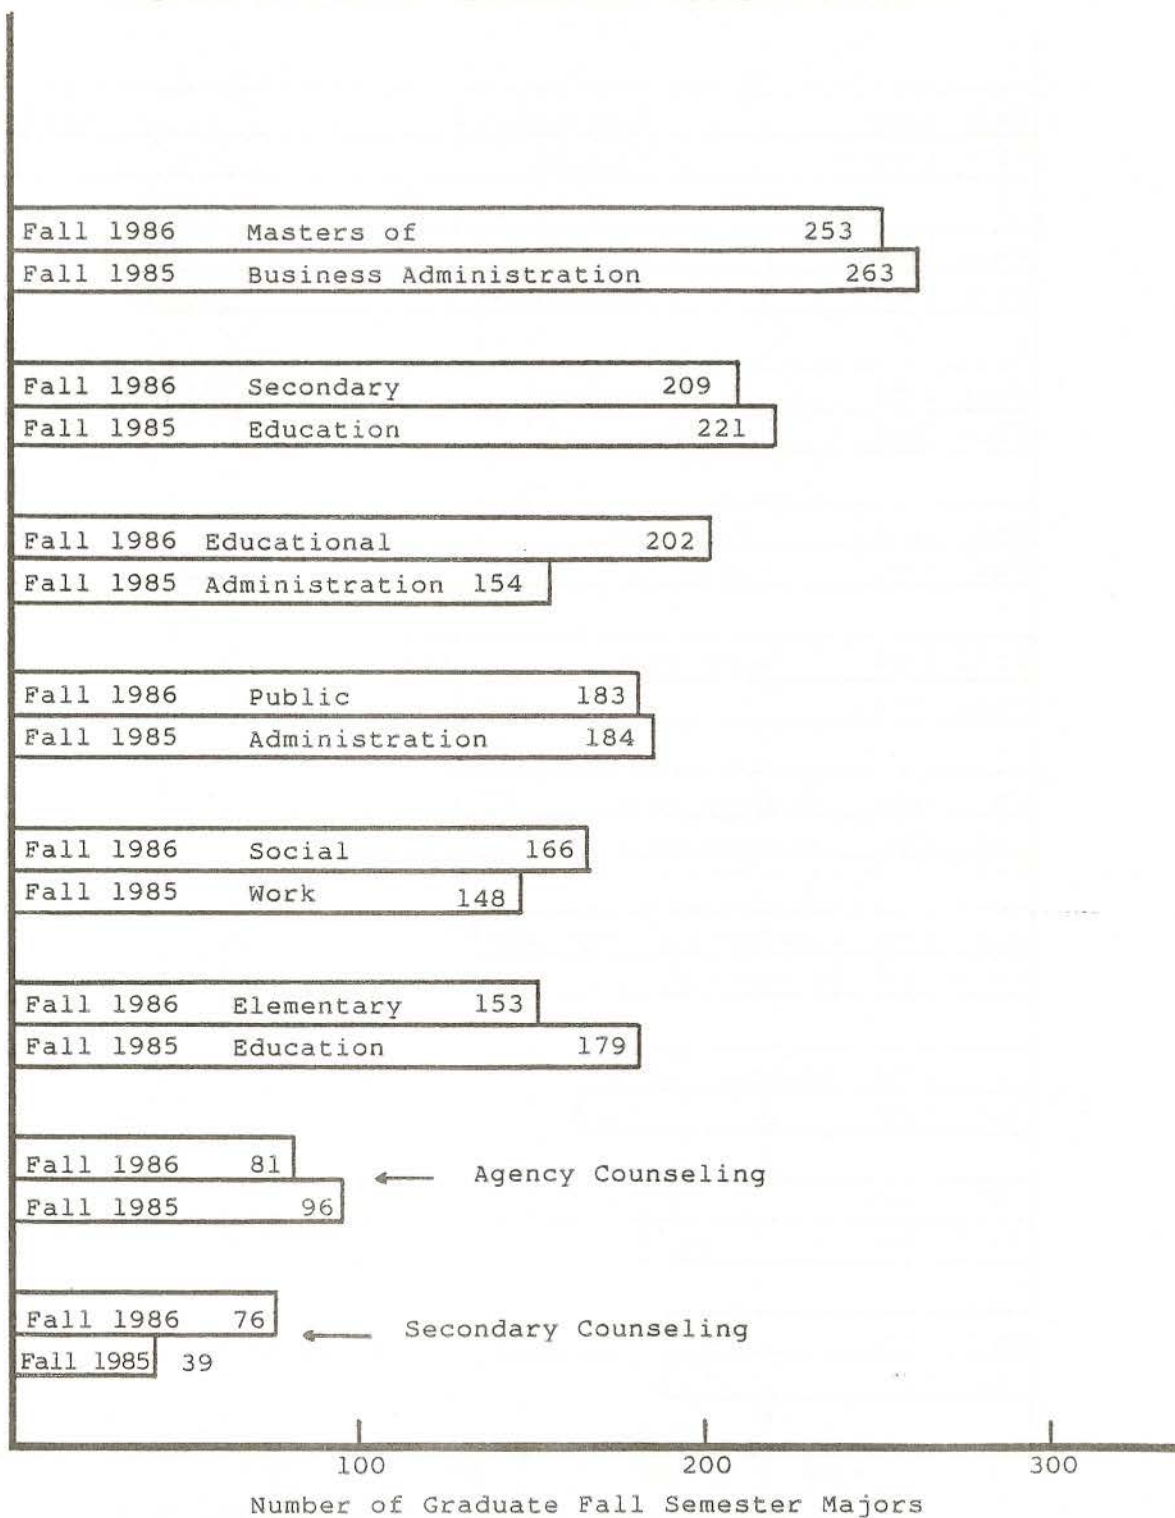 Fall 1986 Masters of 253
Fall 1985 Business Administration 263
Fall 1986 Secondary 209
Fall 1985 Education 221
Fall 1986 Educational 202
Fall 1985 Administration 154
Fall 1986 Public 183
Fall 1985 Administration 184
Fall 1986 Social 166
Fall 1985 Work 148
Fall 1986 Elementary 153
Fall 1985 Education 179
Fall 1986 81
Agency Counseling
Fall 1985 96
Fall 1986 76
Secondary Counseling
Fall 1985 39
100 200 300
Number of Graduate Fall Semester Majors